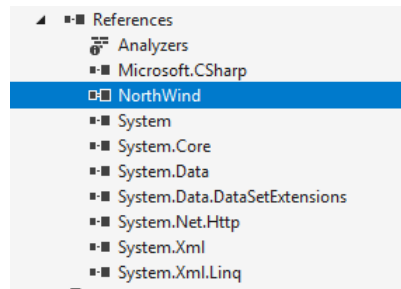 References
Analyzers
Microsoft.CSharp
NorthWind
System
System.Core
System.Data
System.Data.DataSetExtensions
System.Net.Http
System.Xml
System.Xml.Linq